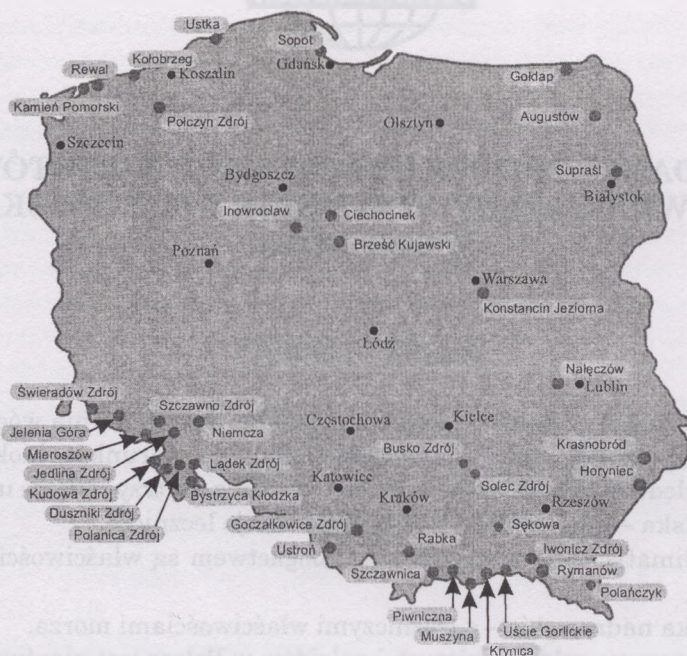 Ustka
Sopot
Kołobrzeg
Gdańsk
Rewal
Koszalin
Gołdap
Kamień Pomorski
Połczyn Zdrój
Augustów
Olsztyn
Szczecin
Supraśl
Bydgoszcz
Białystok
Inowrocław
Ciechocinek
Brześć Kujawski
Poznań
Warszawa
Konstancin Jeziorna
Łódź
Nałęczów
Lublin
Świeradów Zdrój
Szczawno Zdrój
Jelenia Góra
Niemcza
Częstochowa
Kielce
Mieroszów
Busko Zdrój
Krasnobród
Jedlina Zdrój
Lądek Zdrój
Horyniec
Kudowa Zdrój
Bystrzyca Kłodzka
Katowice
Solec Zdrój
Duszniki Zdrój
Kraków
Rzeszów
Polanica Zdrój
Goczałkowice Zdrój
Sękowa
Ustroń
Rabka
Iwonicz Zdrój
Szczawnica
Rymanów
Polańczyk
Piwniczna
Muszyna
Uście Gorlickie
Krynica